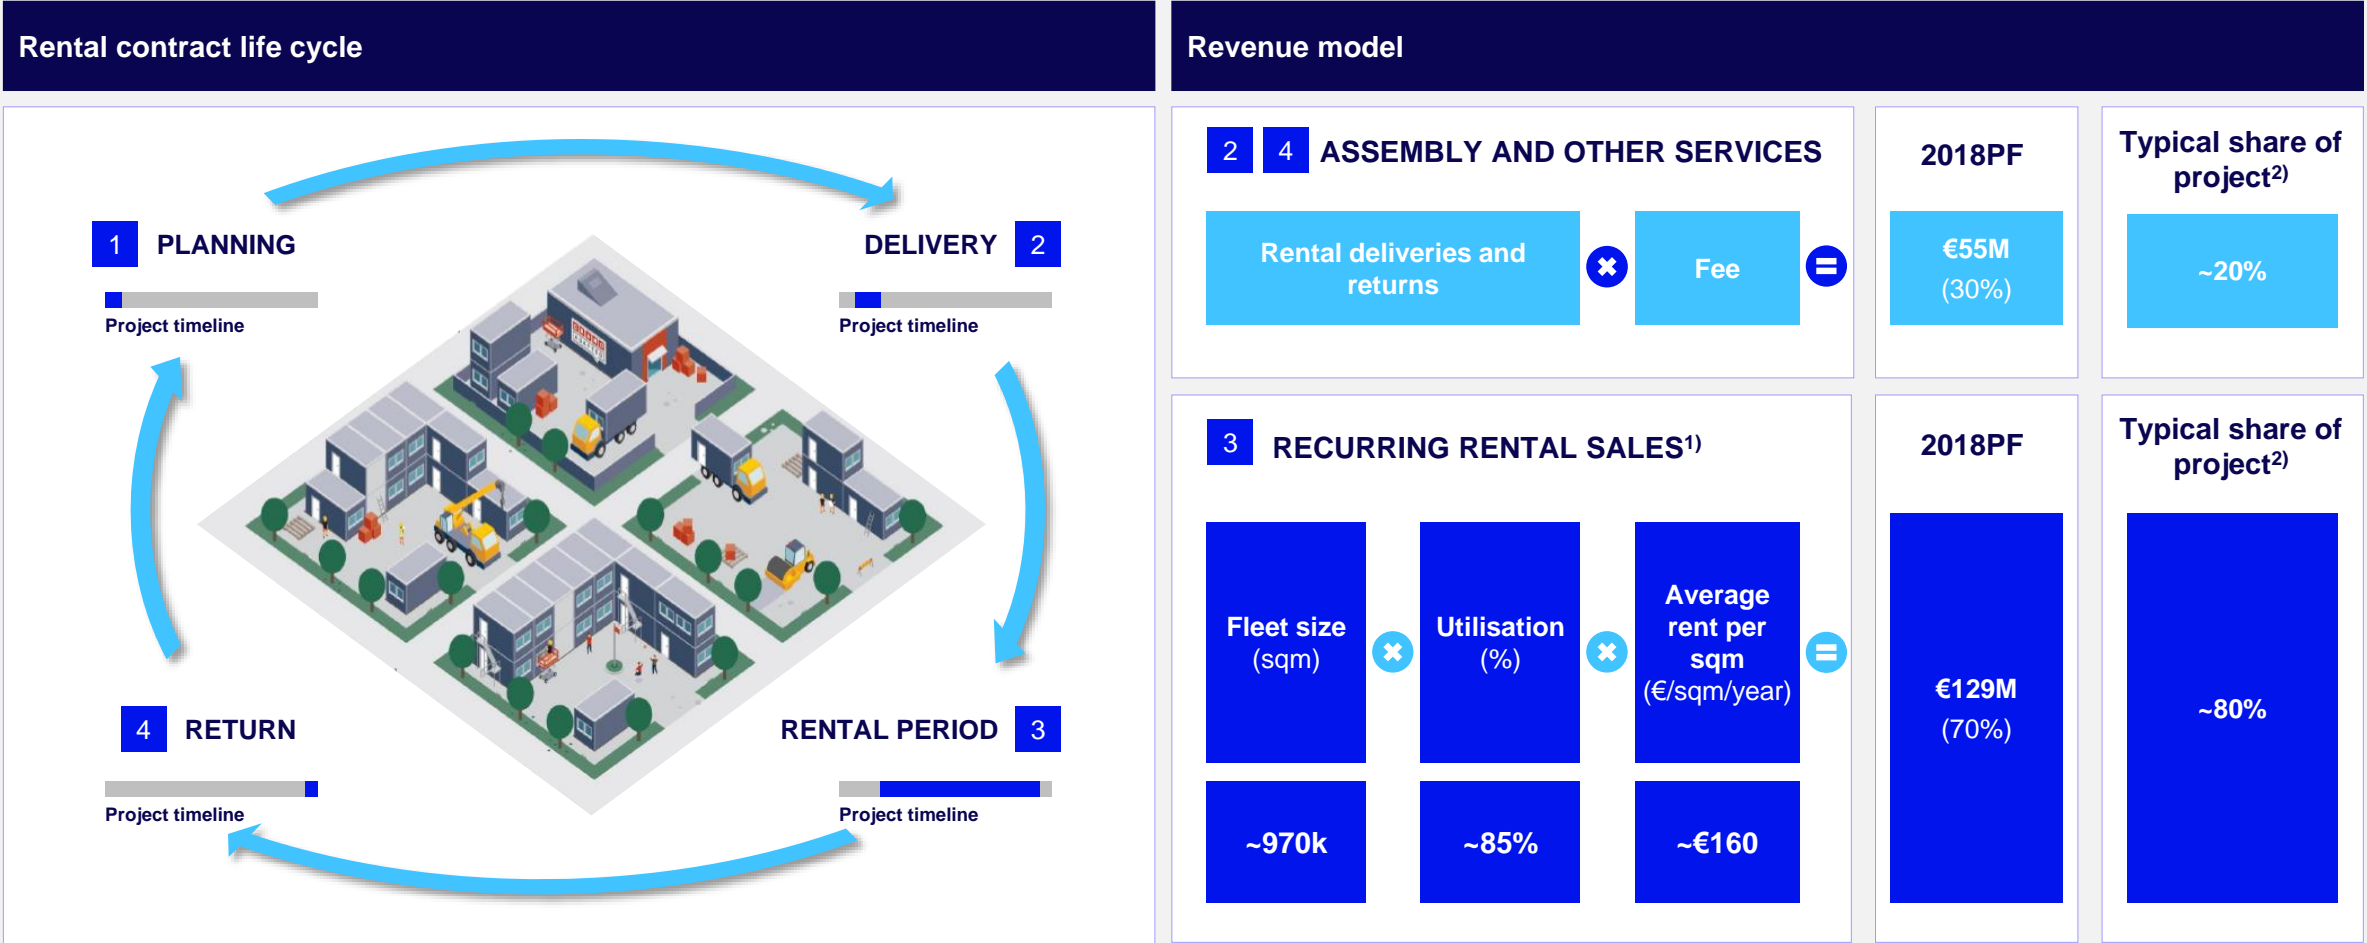 Rental contract life cycle
1 PLANNING
Project timeline
DELIVERY 2
Project timeline
4 RETURN
Project timeline
RENTAL PERIOD 3
Project timeline
Revenue model
2 4 ASSEMBLY AND OTHER SERVICES
Rental deliveries and
returns
Fee
2018PF
€55M
(30%)
Typical share of
project2)
~20%
3 RECURRING RENTAL SALES1)
Fleet size
(sqm)
Utilisation
(%)
Average
rent per
sqm
(€/sqm/year)
~970k
~85%
~€160
2018PF
€129M
(70%)
Typical share of
project2)
~80%